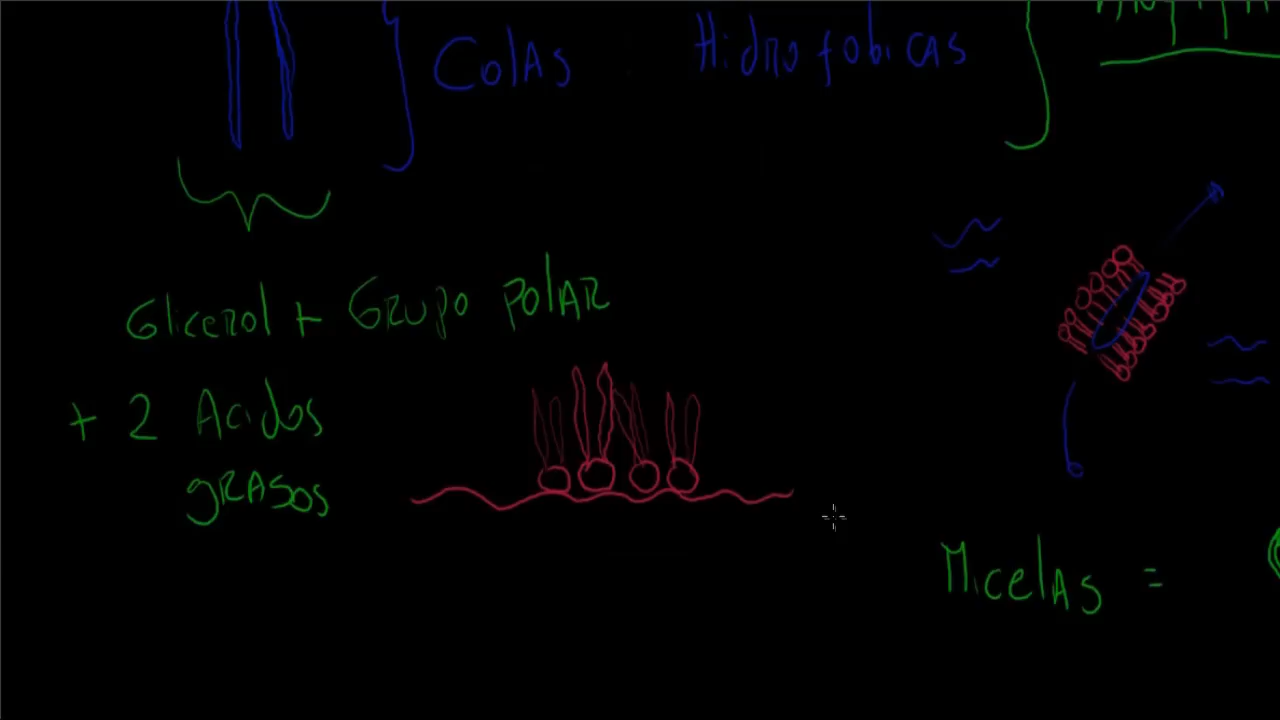 Colas Hidrofobicas
Glicerol + Grupo polar
+ 2 Acidos
grasos
Micelas =